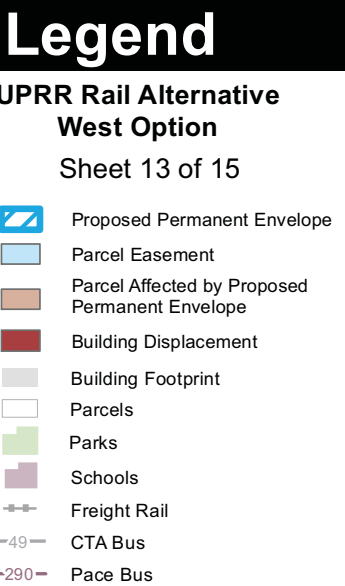 Legend
UPRR Rail Alternative
West Option
Sheet 13 of 15
Proposed Permanent Envelope
Parcel Easement
Parcel Affected by Proposed
Permanent Envelope
Building Displacement
Building Footprint
Parcels
Parks
Schools
Freight Rail
49 CTA Bus
290 Pace Bus